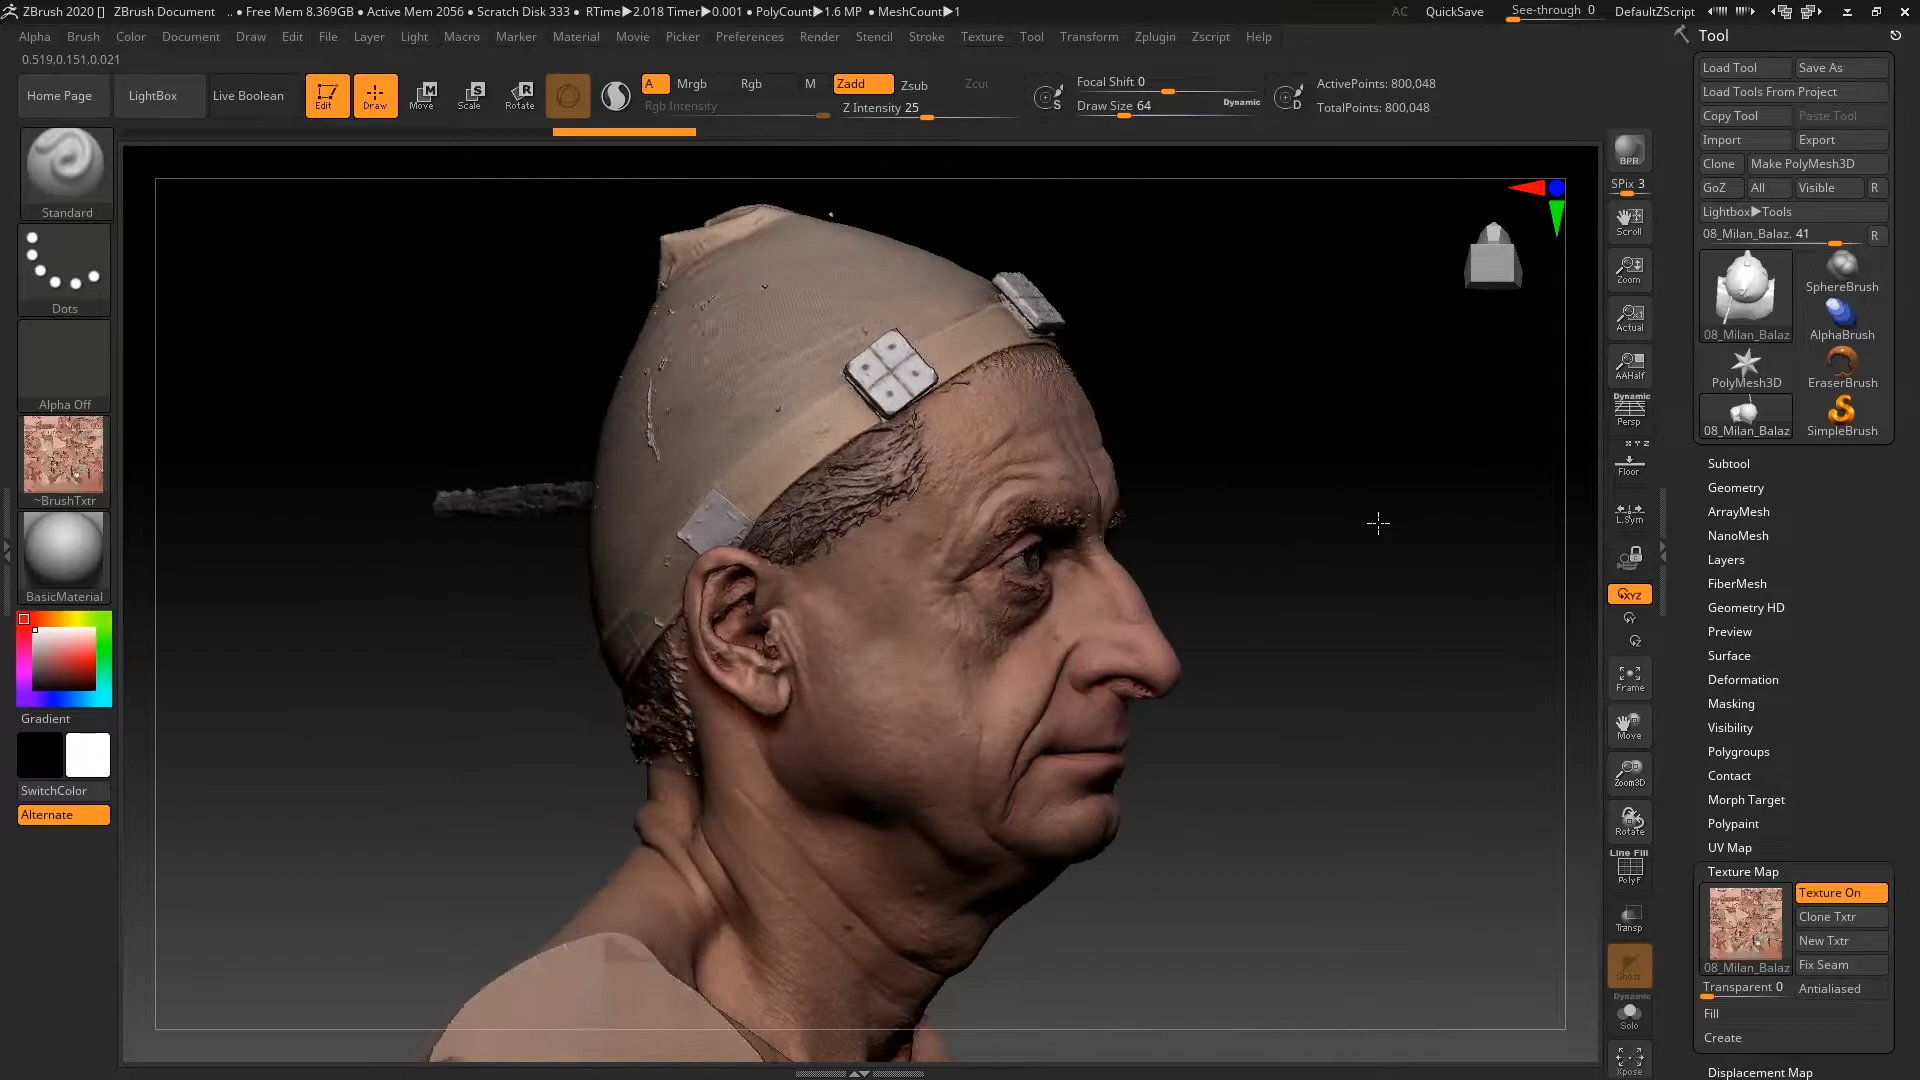 ZBrush 2020 [] ZBrush Document .. • Free Mem 8.369GB • Active Mem 2056 • Scratch Disk 333 • RTime▶2.018 Timer▶0.001 • PolyCount▶1.6 MP • MeshCount▶1 AC QuickSave See-through 0 DefaultZScript
Alpha Brush Color Document Draw Edit File Layer Light Macro Marker Material Movie Picker Preferences Render Stencil Stroke Texture Tool Transform Zplugin Zscript Help
0.519,0.151,0.021
Home Page LightBox Live Boolean Edit Draw Move Scale Rotate
A Mrgb Rgb M Zadd Zsub Zcut
Rgb Intensity Z Intensity 25
S Focal Shift 0
Draw Size 64 Dynamic
D ActivePoints: 800,048
TotalPoints: 800,048
Standard
Dots
Alpha Off
~BrushTxtr
BasicMaterial
Gradient
SwitchColor
Alternate
BPR
SPix 3
Scroll
Zoom
Actual
AAHalf
Dynamic
Persp
X Y Z
Floor
L.Sym
XYZ
Y
Z
Frame
Move
Zoom3D
Rotate
Line Fill
PolyF
Transp
Ghost
Dynamic
Solo
Xpose
Tool
Load Tool Save As
Load Tools From Project
Copy Tool Paste Tool
Import Export
Clone Make PolyMesh3D
GoZ All Visible R
Lightbox▶Tools
08_Milan_Balaz. 41 R
08_Milan_Balaz SphereBrush
AlphaBrush
PolyMesh3D EraserBrush
08_Milan_Balaz SimpleBrush
Subtool
Geometry
ArrayMesh
NanoMesh
Layers
FiberMesh
Geometry HD
Preview
Surface
Deformation
Masking
Visibility
Polygroups
Contact
Morph Target
Polypaint
UV Map
Texture Map
Texture On
Clone Txtr
New Txtr
08_Milan_Balaz Fix Seam
Transparent 0 Antialiased
Fill
Create
Displacement Map